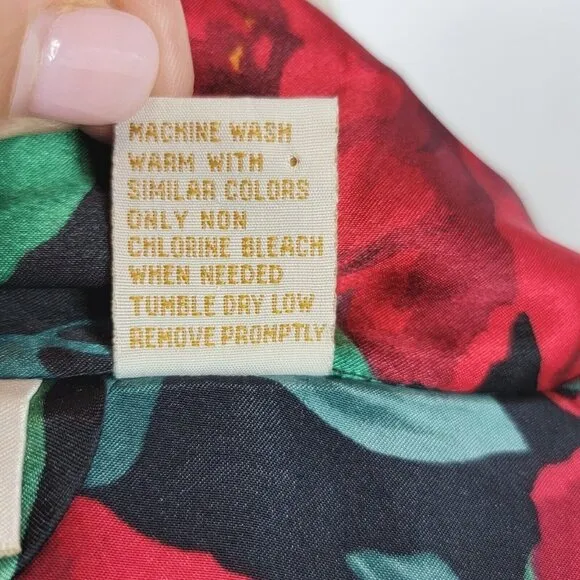 MACHINE WASH
WARM WITH
SIMILAR COLORS
ONLY NON
CHLORINE BLEACH
WHEN NEEDED
TUMBLE DRY LOW
REMOVE PROMPTLY